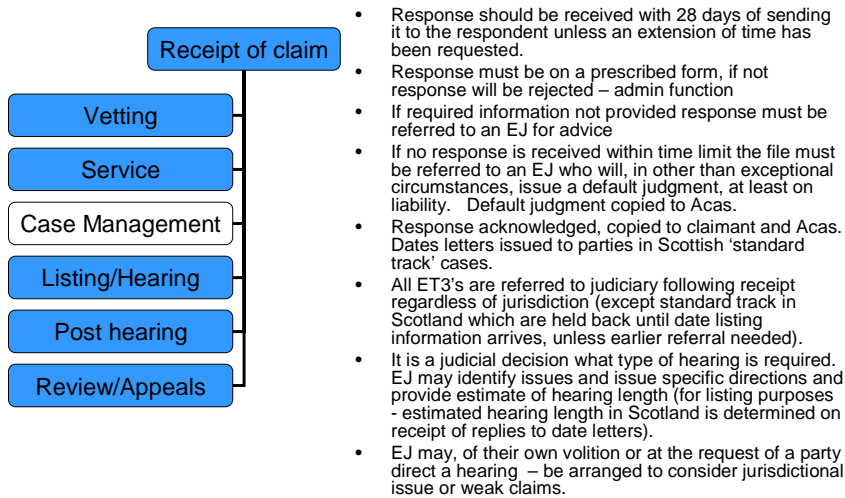 Receipt of claim
Vetting
Service
Case Management
Listing/Hearing
Post hearing
Review/Appeals
• Response should be received with 28 days of sending
it to the respondent unless an extension of time has
been requested.
• Response must be on a prescribed form, if not
response will be rejected – admin function
• If required information not provided response must be
referred to an EJ for advice
• If no response is received within time limit the file must
be referred to an EJ who will, in other than exceptional
circumstances, issue a default judgment, at least on
liability. Default judgment copied to Acas.
• Response acknowledged, copied to claimant and Acas.
Dates letters issued to parties in Scottish ‘standard
track’ cases.
• All ET3’s are referred to judiciary following receipt
regardless of jurisdiction (except standard track in
Scotland which are held back until date listing
information arrives, unless earlier referral needed).
• It is a judicial decision what type of hearing is required.
EJ may identify issues and issue specific directions and
provide estimate of hearing length (for listing purposes
- estimated hearing length in Scotland is determined on
receipt of replies to date letters).
• EJ may, of their own volition or at the request of a party
direct a hearing – be arranged to consider jurisdictional
issue or weak claims.